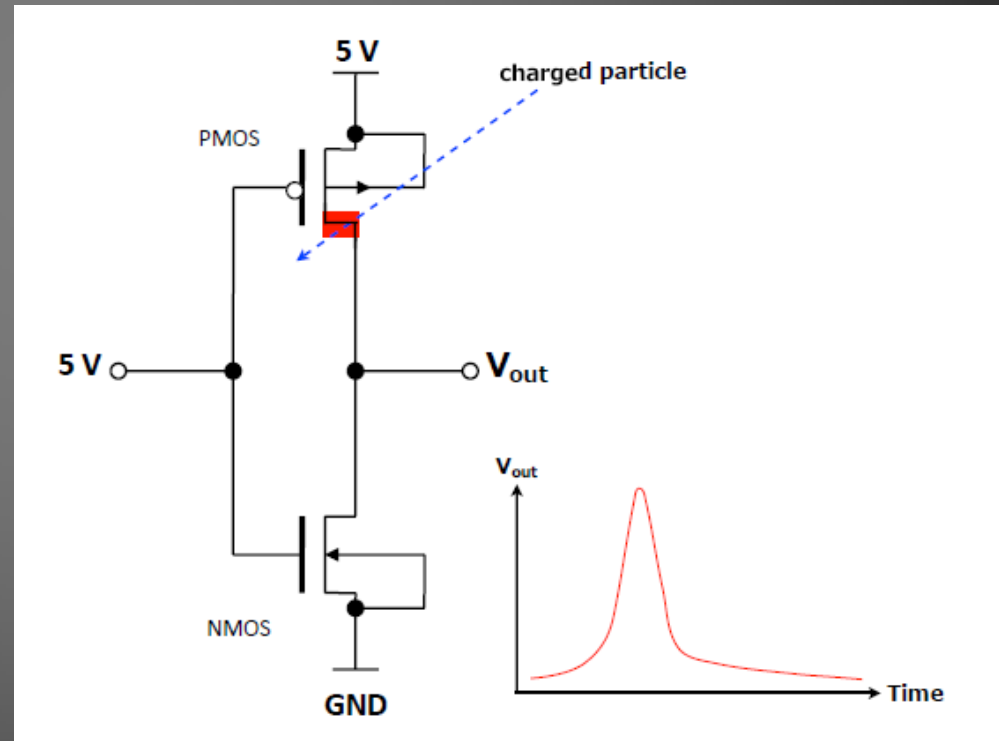 5 V
charged particle
PMOS
5 V
Vout
Vout
NMOS
Time
GND